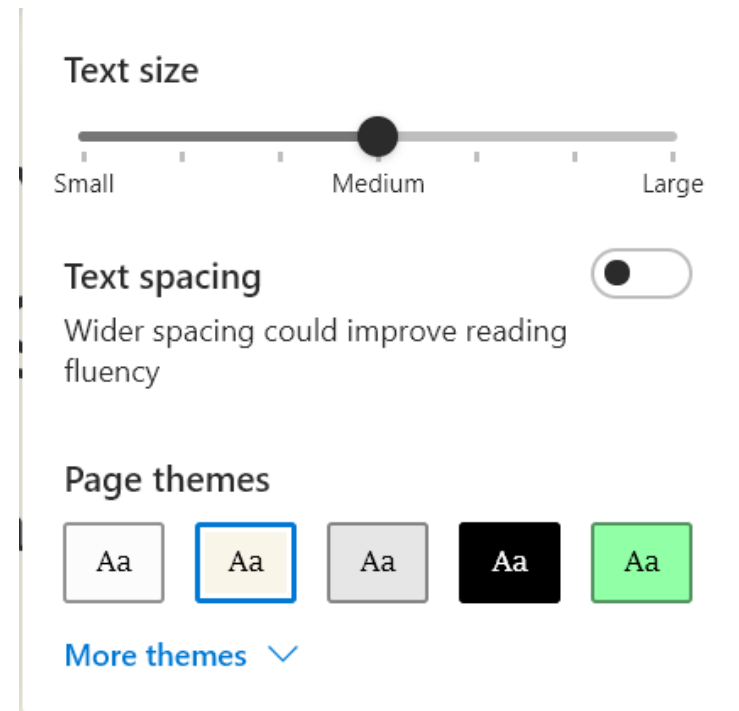 Text size
Small Medium Large
Text spacing
Wider spacing could improve reading
fluency
Page themes
Aa Aa Aa Aa Aa
More themes